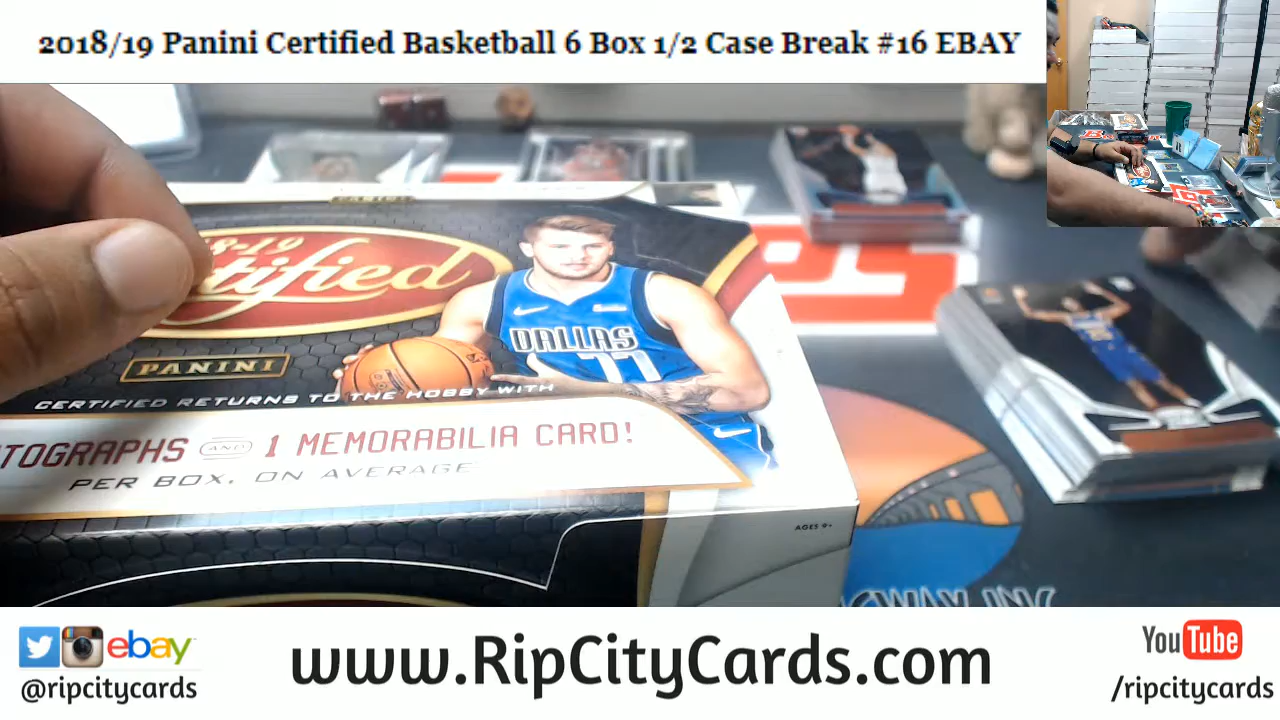 2018/19 Panini Certified Basketball 6 Box 1/2 Case Break #16 EBAY
PANINI
DALLAS
77
CERTIFIED RETURNS TO THE HOBBY WITH
AND 1 MEMORABILIA CARD!
PER BOX, ON AVERAGE
AGES 9+
INC
ebay
@ripcitycards
www.RipCityCards.com
YouTube
/ripcitycards